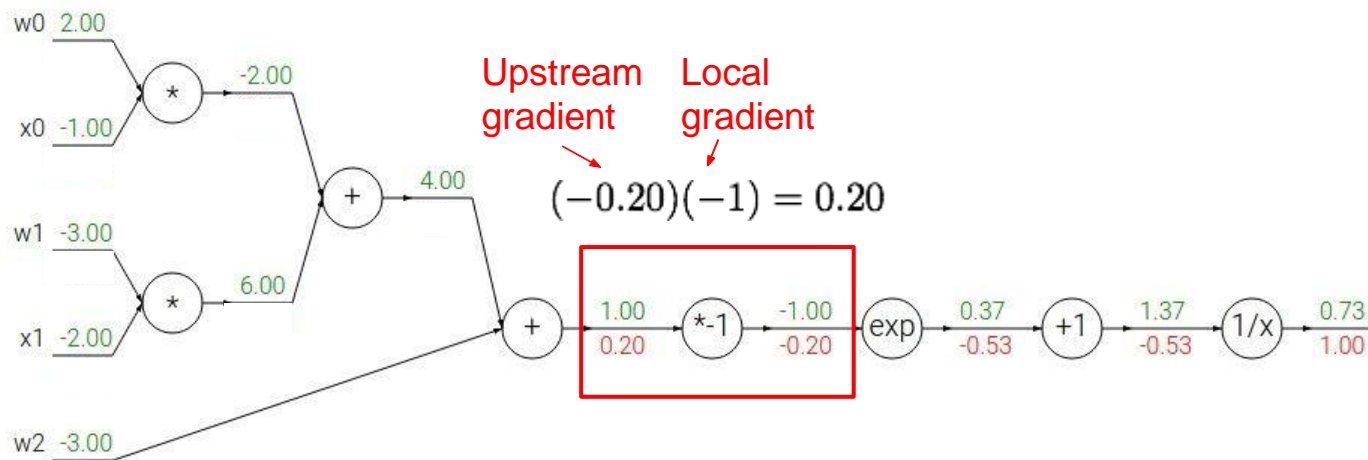 w0 2.00
*
-2.00
x0 -1.00
Upstream gradient
Local gradient
(−0.20)(−1) = 0.20
+
4.00
w1 -3.00
*
6.00
x1 -2.00
+
1.00
0.20
*-1
-1.00
-0.20
exp
0.37
-0.53
+1
1.37
-0.53
1/x
0.73
1.00
w2 -3.00